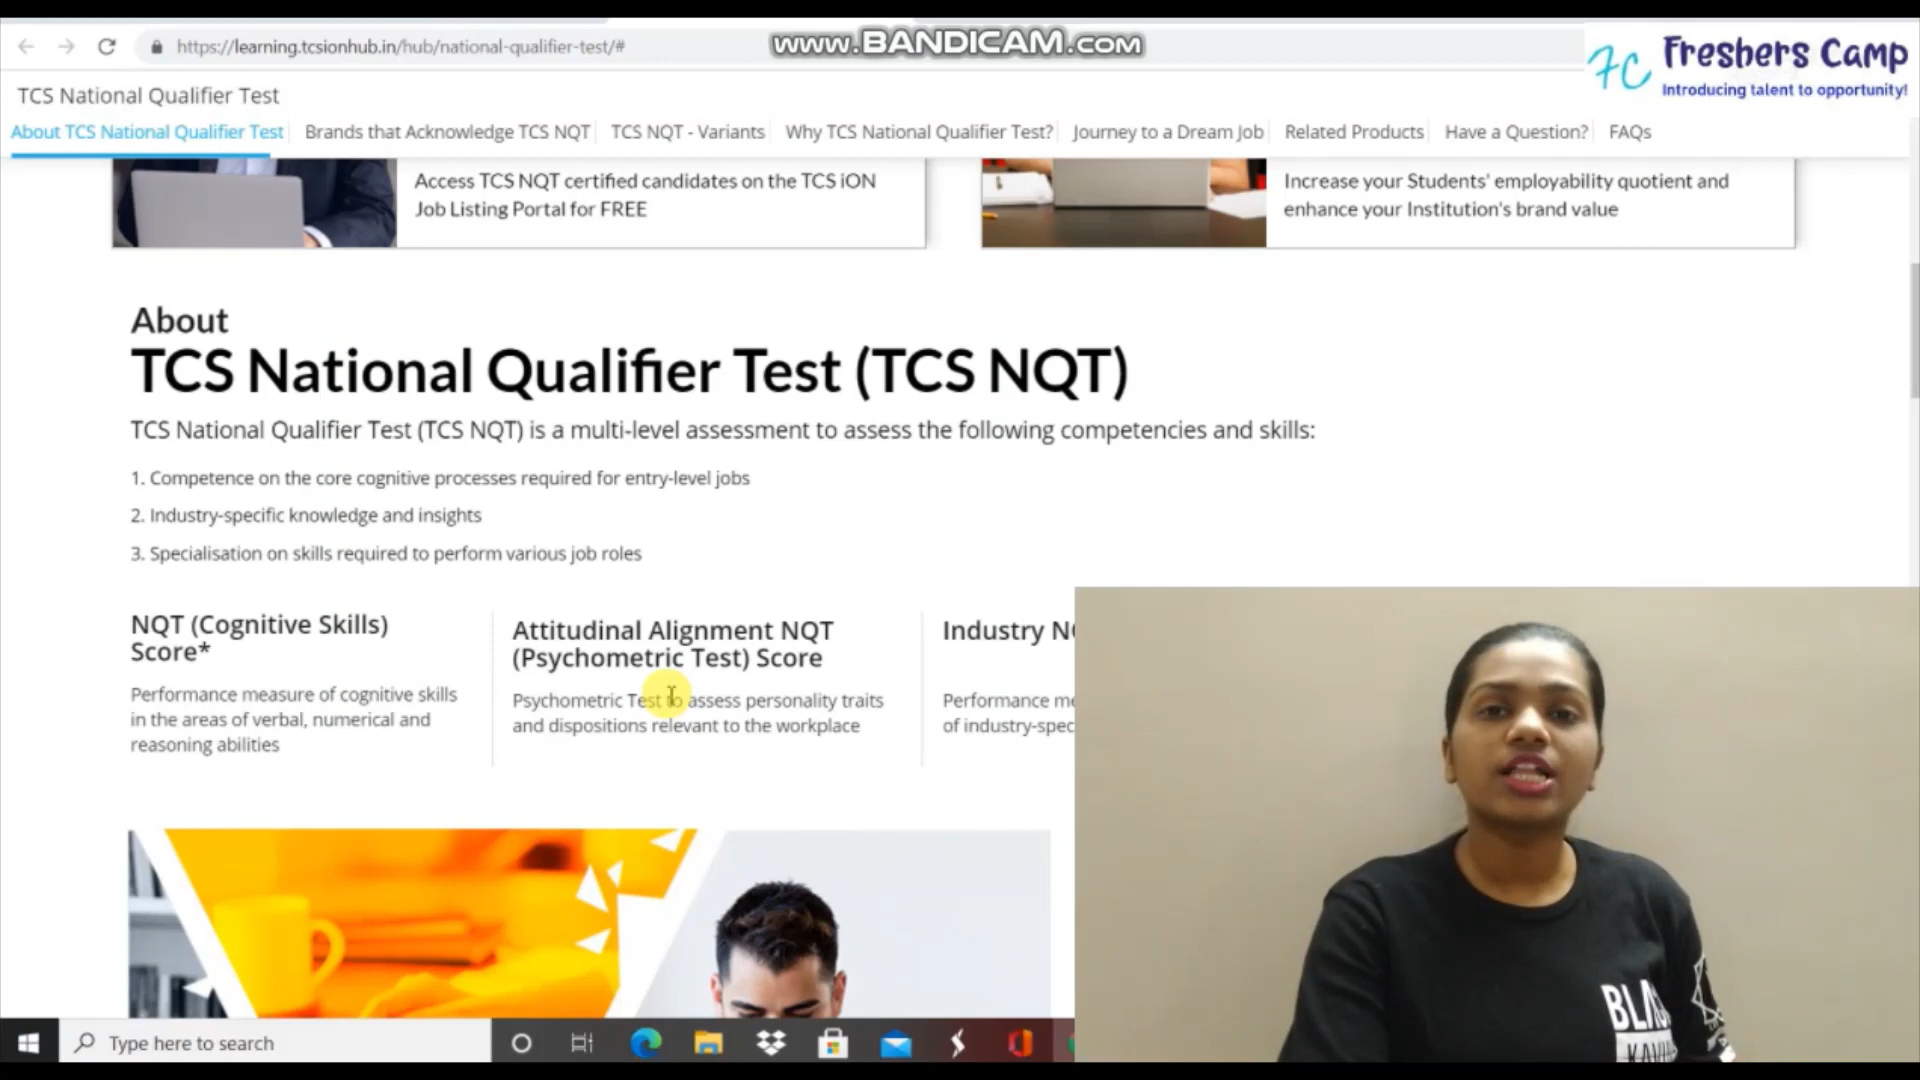 https://learning.tcsionhub.in/hub/national-qualifier-test/#
www.BANDICAM.com
FC
Freshers Camp
Introducing talent to opportunity!
TCS National Qualifier Test
About TCS National Qualifier Test
Brands that Acknowledge TCS NQT
TCS NQT - Variants
Why TCS National Qualifier Test?
Journey to a Dream Job
Related Products
Have a Question?
FAQs
Access TCS NQT certified candidates on the TCS iON
Job Listing Portal for FREE
Increase your Students' employability quotient and
enhance your Institution's brand value
About
TCS National Qualifier Test (TCS NQT)
TCS National Qualifier Test (TCS NQT) is a multi-level assessment to assess the following competencies and skills:
1. Competence on the core cognitive processes required for entry-level jobs
2. Industry-specific knowledge and insights
3. Specialisation on skills required to perform various job roles
NQT (Cognitive Skills)
Score*
Performance measure of cognitive skills
in the areas of verbal, numerical and
reasoning abilities
Attitudinal Alignment NQT
(Psychometric Test) Score
Psychometric Test to assess personality traits
and dispositions relevant to the workplace
Industry
Performance
of industry-spec
Type here to search